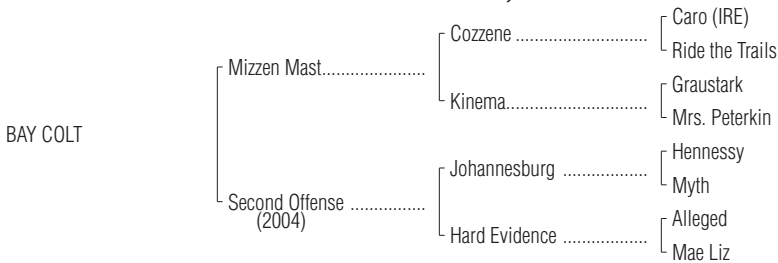 Caro (IRE)
Cozzene ..................................
Ride the Trails
Mizzen Mast......................
Graustark
Kinema....................................
Mrs. Peterkin
BAY COLT
Hennessy
Johannesburg .....................
Myth
Second Offense ................
(2004)
Alleged
Hard Evidence .....................
Mae Liz